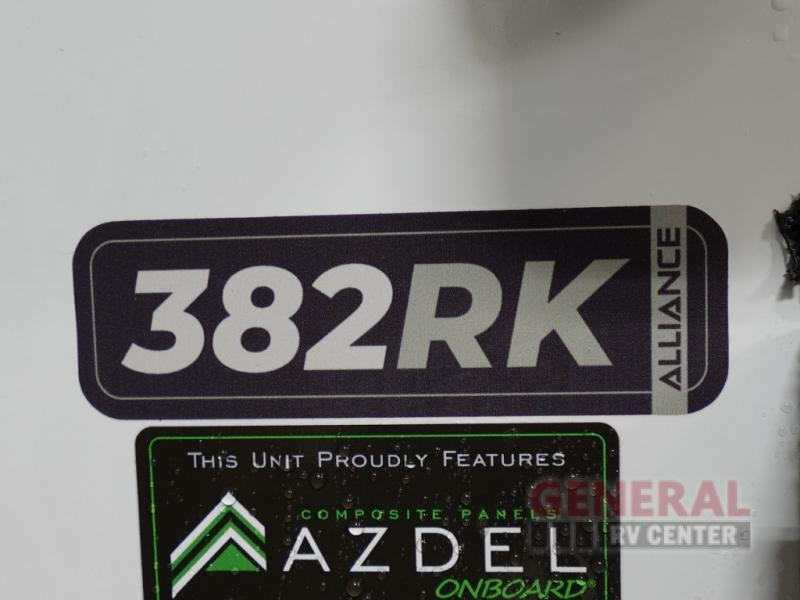 382RK
ALLIANCE
THIS UNIT PROUDLY FEATURES
COMPOSITE PANELS
AZDEL
ONBOARD®
GENERAL
RV CENTER